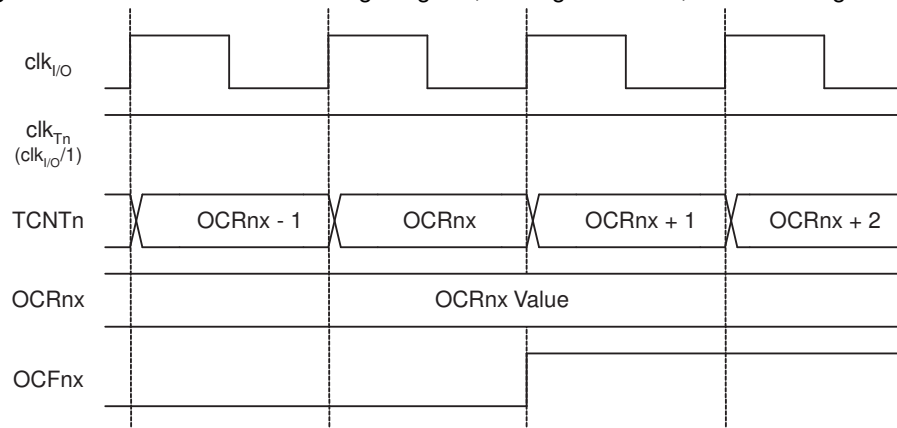 clkI/O
clkTn
(clkI/O/1)
TCNTn OCRnx - 1 OCRnx OCRnx + 1 OCRnx + 2
OCRnx OCRnx Value
OCFnx